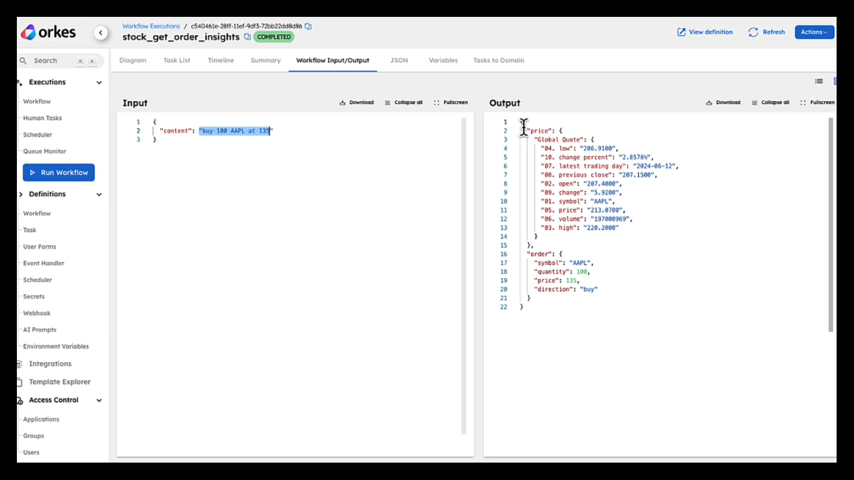 orkes
Workflow Executions / c540461e-28ff-11ef-9df3-72bb22dd8d86
stock_get_order_insights COMPLETED
View definition
Refresh
Actions
Search
Diagram
Task List
Timeline
Summary
Workflow Input/Output
JSON
Variables
Tasks to Domain
Executions
Workflow
Human Tasks
Scheduler
Queue Monitor
Run Workflow
Definitions
Workflow
Task
User Forms
Event Handler
Scheduler
Secrets
Webhook
AI Prompts
Environment Variables
Integrations
Template Explorer
Access Control
Applications
Groups
Users
Input
Download
Collapse all
Fullscreen
1 {
2 "content": "buy 100 AAPL at 135"
3 }
Output
Download
Collapse all
Fullscreen
1
2 "price": {
3 "Global Quote": {
4 "04. low": "206.9100",
5 "10. change percent": "2.8578%",
6 "07. latest trading day": "2024-06-12",
7 "08. previous close": "207.1500",
8 "02. open": "207.4000",
9 "09. change": "5.9200",
10 "01. symbol": "AAPL",
11 "05. price": "213.0700",
12 "06. volume": "197000969",
13 "03. high": "220.2000"
14 }
15 },
16 "order": {
17 "symbol": "AAPL",
18 "quantity": 100,
19 "price": 135,
20 "direction": "buy"
21 }
22 }